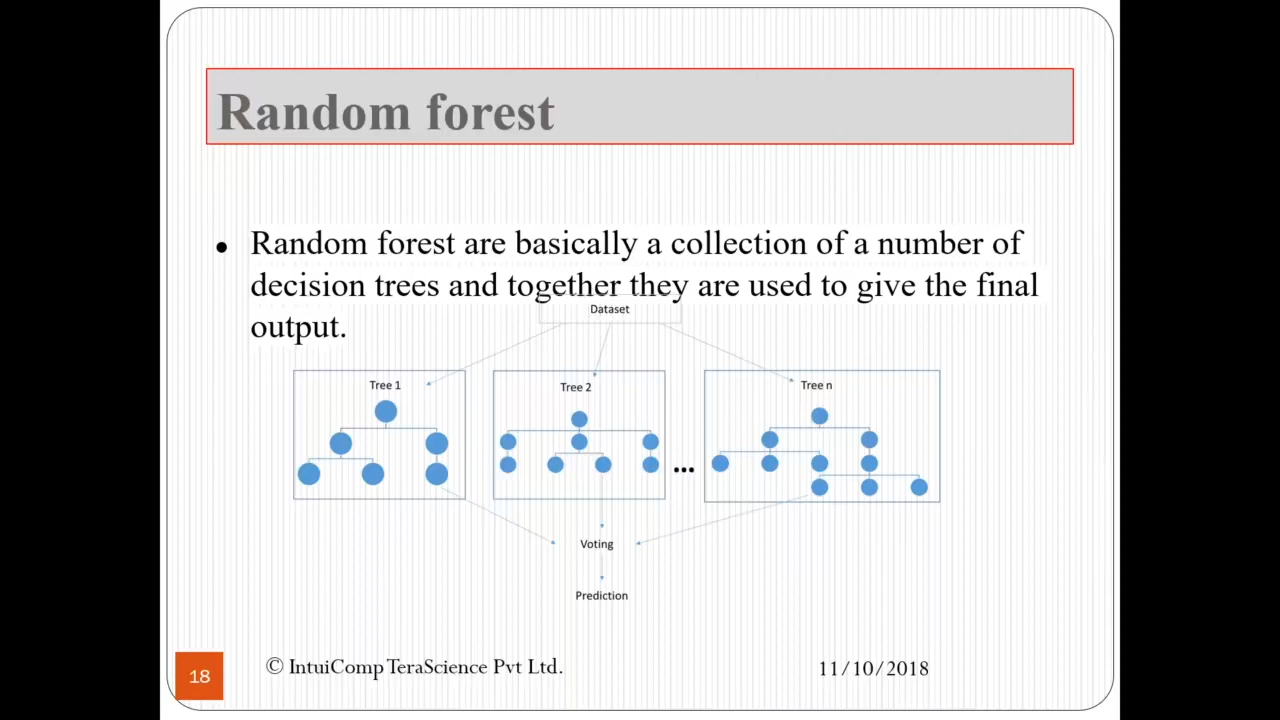 Random forest
• Random forest are basically a collection of a number of
decision trees and together they are used to give the final
output.
Dataset
Tree 1
Tree 2
Tree n
...
Voting
Prediction
18
© IntuiComp TeraScience Pvt Ltd.
11/10/2018